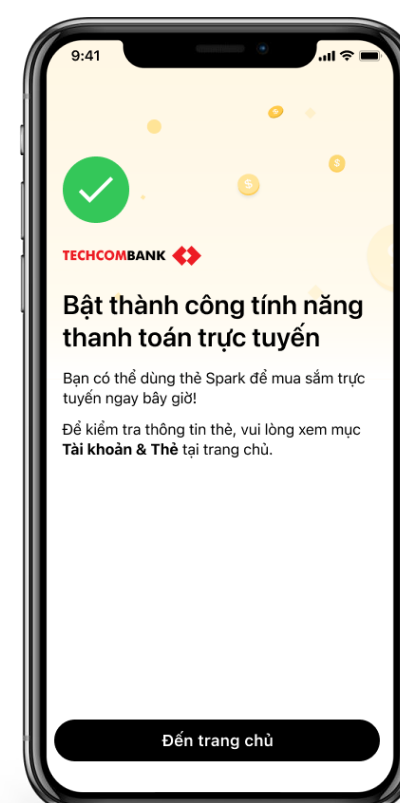 9:41
TECHCOMBANK
Bật thành công tính năng
thanh toán trực tuyến
Bạn có thể dùng thẻ Spark để mua sắm trực
tuyến ngay bây giờ!
Để kiểm tra thông tin thẻ, vui lòng xem mục
Tài khoản & Thẻ tại trang chủ.
Đến trang chủ